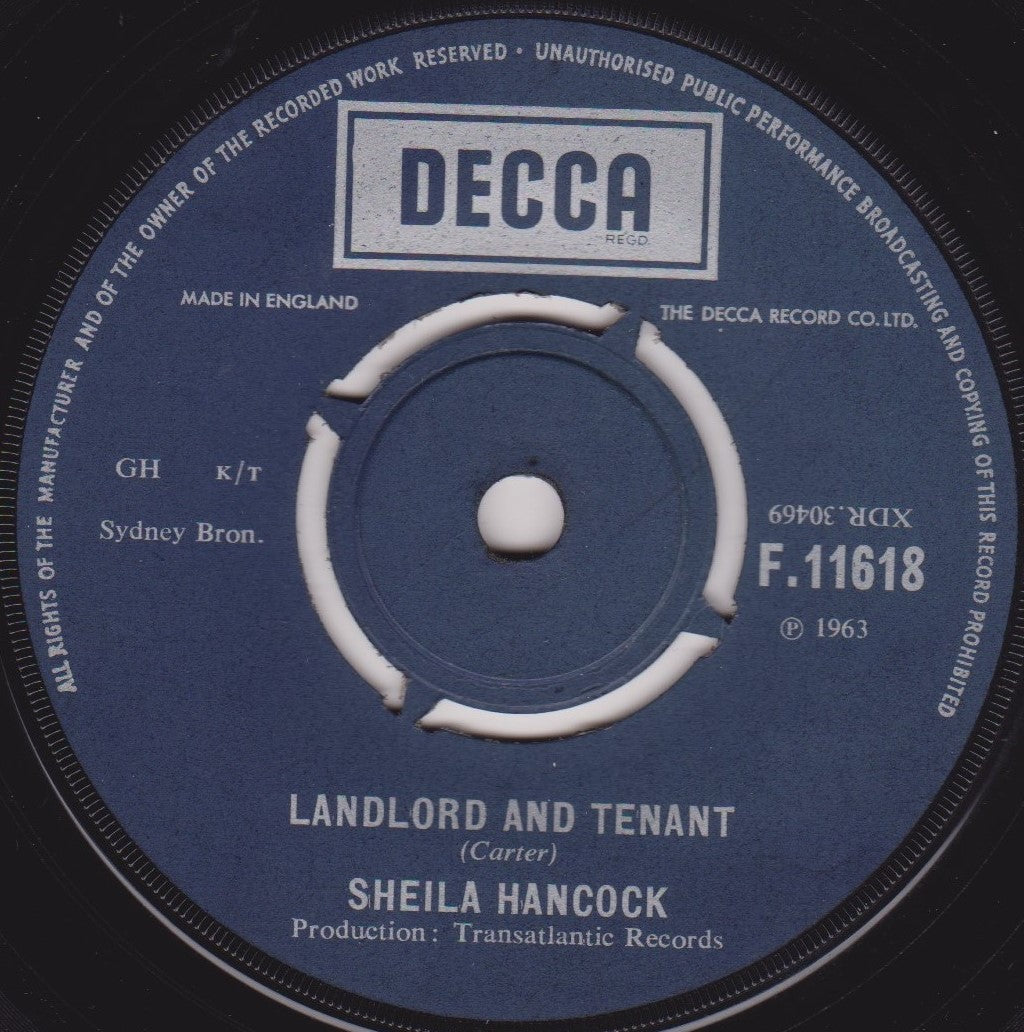 ALL RIGHTS OF THE MANUFACTURER AND OF THE OWNER OF THE RECORDED WORK RESERVED · UNAUTHORISED PUBLIC PERFORMANCE BROADCASTING AND COPYING OF THIS RECORD PROHIBITED
DECCA
REGD.
MADE IN ENGLAND
THE DECCA RECORD CO. LTD.
GH K/T
Sydney Bron.
XDR.30469
F.11618
℗ 1963
LANDLORD AND TENANT
(Carter)
SHEILA HANCOCK
Production: Transatlantic Records